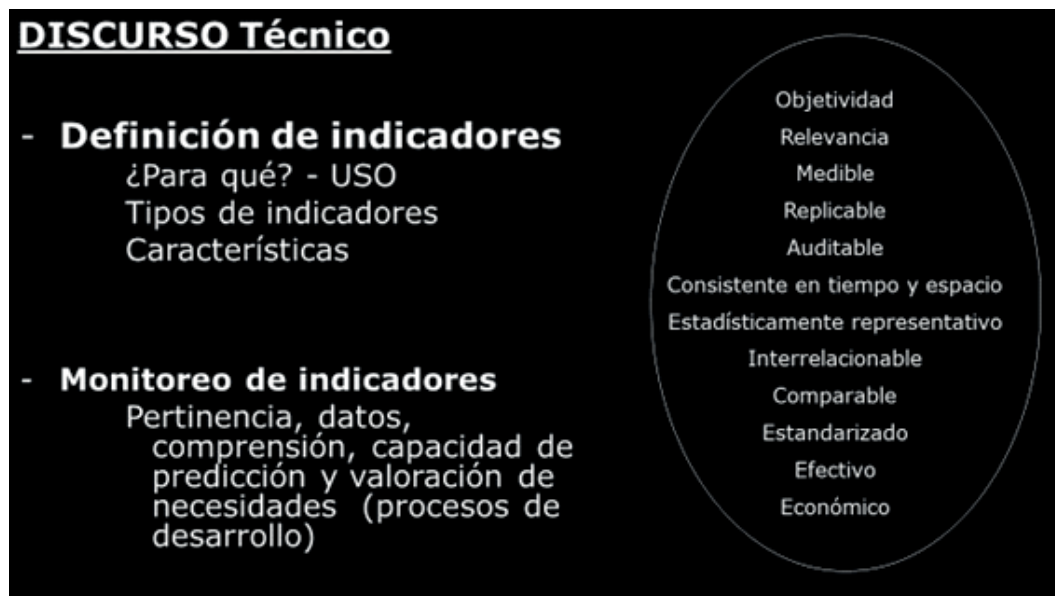 DISCURSO Técnico
- Definición de indicadores
¿Para qué? - USO
Tipos de indicadores
Características
- Monitoreo de indicadores
Pertinencia, datos,
comprensión, capacidad de
predicción y valoración de
necesidades (procesos de
desarrollo)
Objetividad
Relevancia
Medible
Replicable
Auditable
Consistente en tiempo y espacio
Estadísticamente representativo
Interrelacionable
Comparable
Estandarizado
Efectivo
Económico